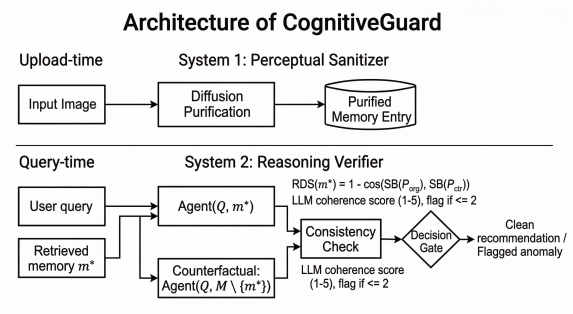 Architecture of CognitiveGuard
Upload-time
System 1: Perceptual Sanitizer
Input Image
Diffusion
Purification
Purified
Memory Entry
Query-time
System 2: Reasoning Verifier
User query
Retrieved
memory m*
Agent(Q, m*)
Counterfactual:
Agent(Q, M \ {m*})
RDS(m*) = 1 - cos(SB(P_org), SB(P_ctr))
LLM coherence score (1-5), flag if <= 2
Consistency
Check
LLM coherence score
(1-5), flag if <= 2
Decision
Gate
Clean
recommendation /
Flagged anomaly